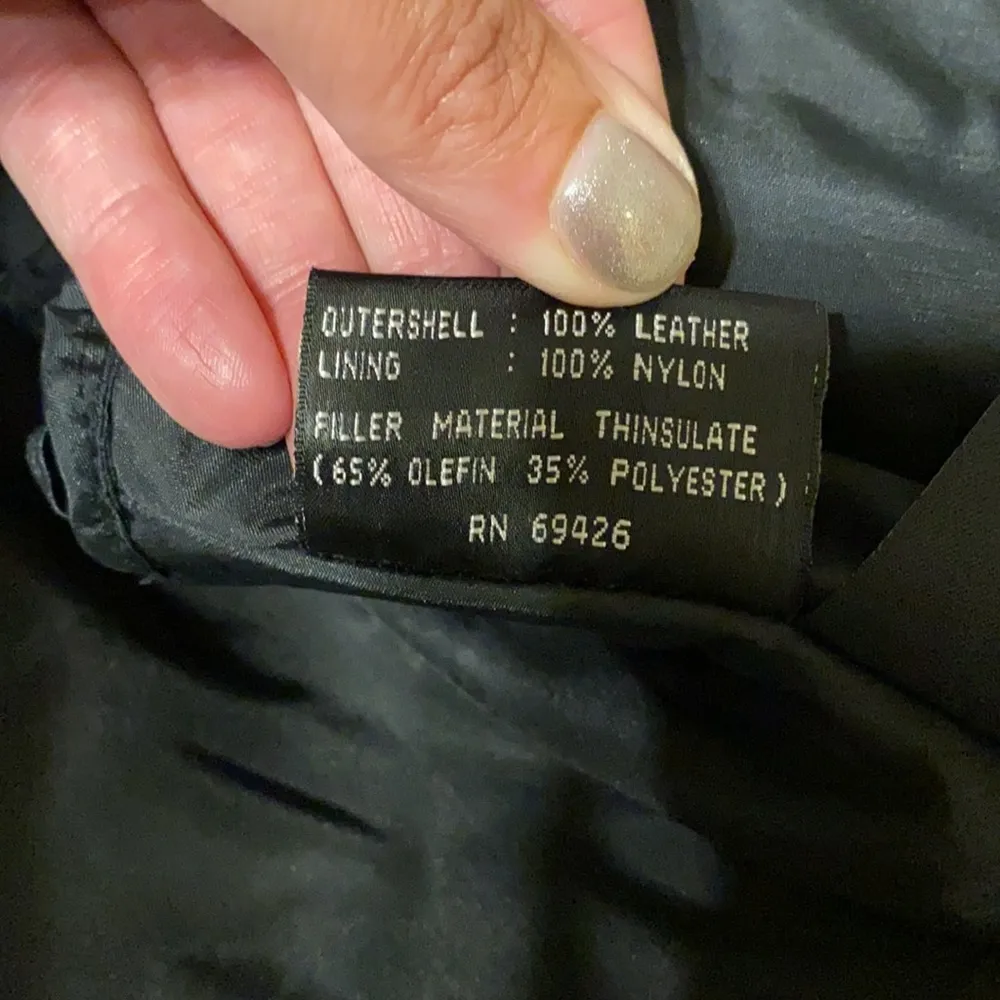 OUTERSHELL : 100% LEATHER
LINING : 100% NYLON
FILLER MATERIAL THINSULATE
(65% OLEFIN 35% POLYESTER)
RN 69426